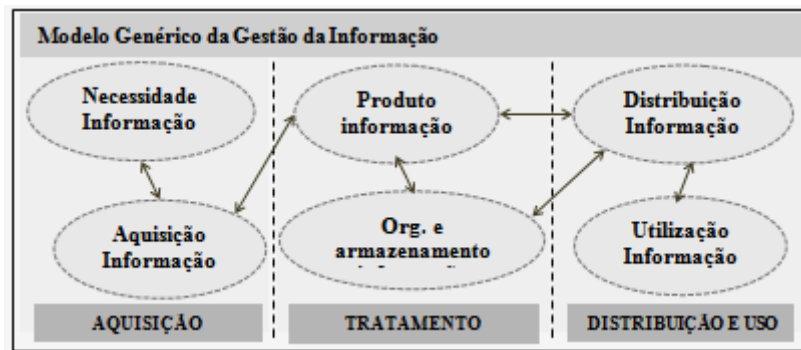 Modelo Genérico da Gestão da Informação
Necessidade
Informação
Produto
informação
Distribuição
Informação
Aquisição
Informação
Org. e
armazenamento
Utilização
Informação
AQUISIÇÃO
TRATAMENTO
DISTRIBUIÇÃO E USO